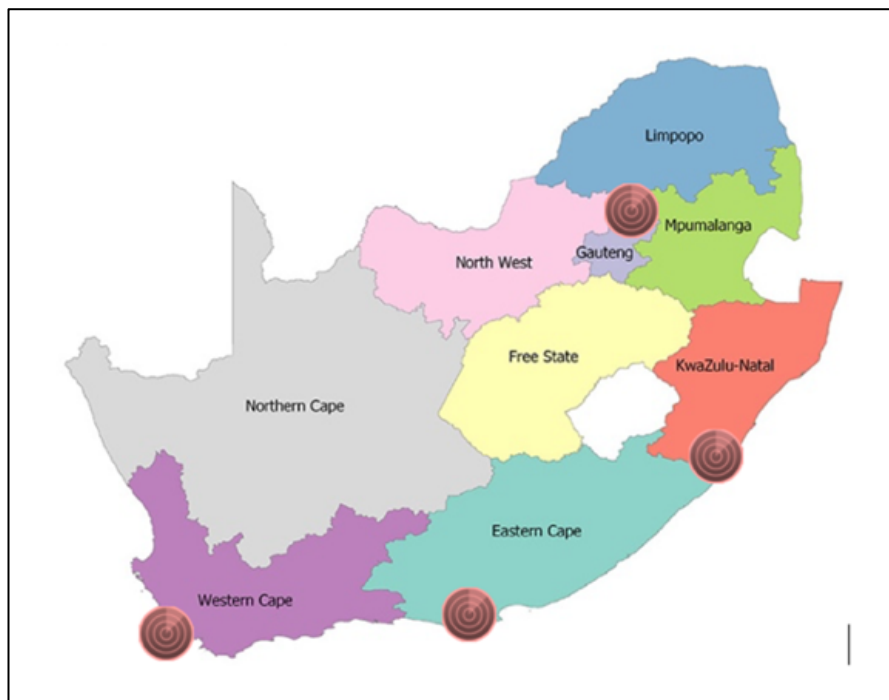 Limpopo
Mpumalanga
Gauteng
North West
Free State
KwaZulu-Natal
Northern Cape
Eastern Cape
Western Cape